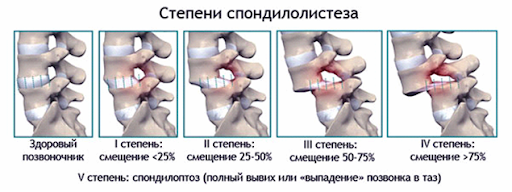 Степени спондилолистеза
Здоровый
позвоночник
I степень:
смещение <25%
II степень:
смещение 25-50%
III степень:
смещение 50-75%
IV степень:
смещение >75%
V степень: спондилоптоз (полный вывих или «выпадение» позвонка в таз)